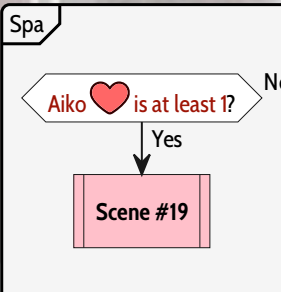 Spa
Aiko ❤ is at least 1?
Yes
Scene #19